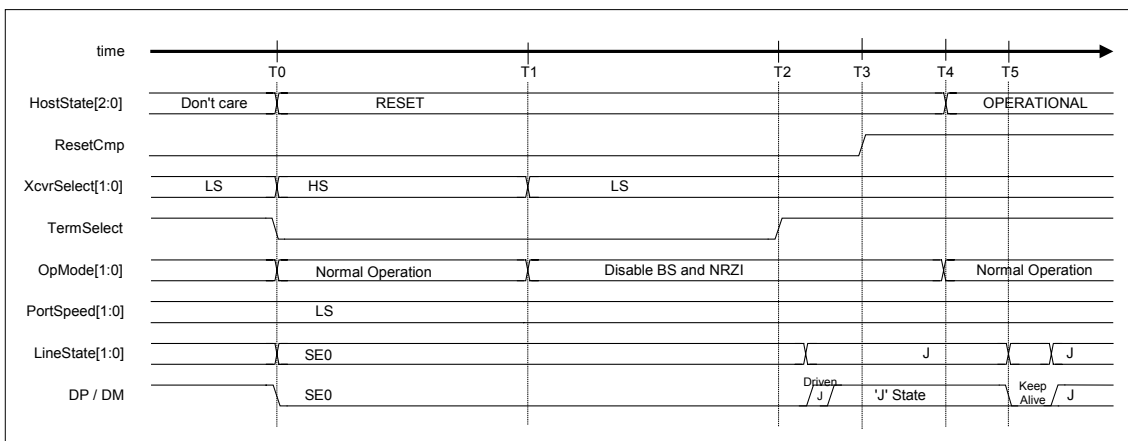 time
T0 T1 T2 T3 T4 T5
HostState[2:0] Don't care RESET OPERATIONAL
ResetCmp
XcvrSelect[1:0] LS HS LS
TermSelect
OpMode[1:0] Normal Operation Disable BS and NRZI Normal Operation
PortSpeed[1:0] LS
LineState[1:0] SE0 J J
DP / DM SE0 Driven J 'J' State Keep Alive J